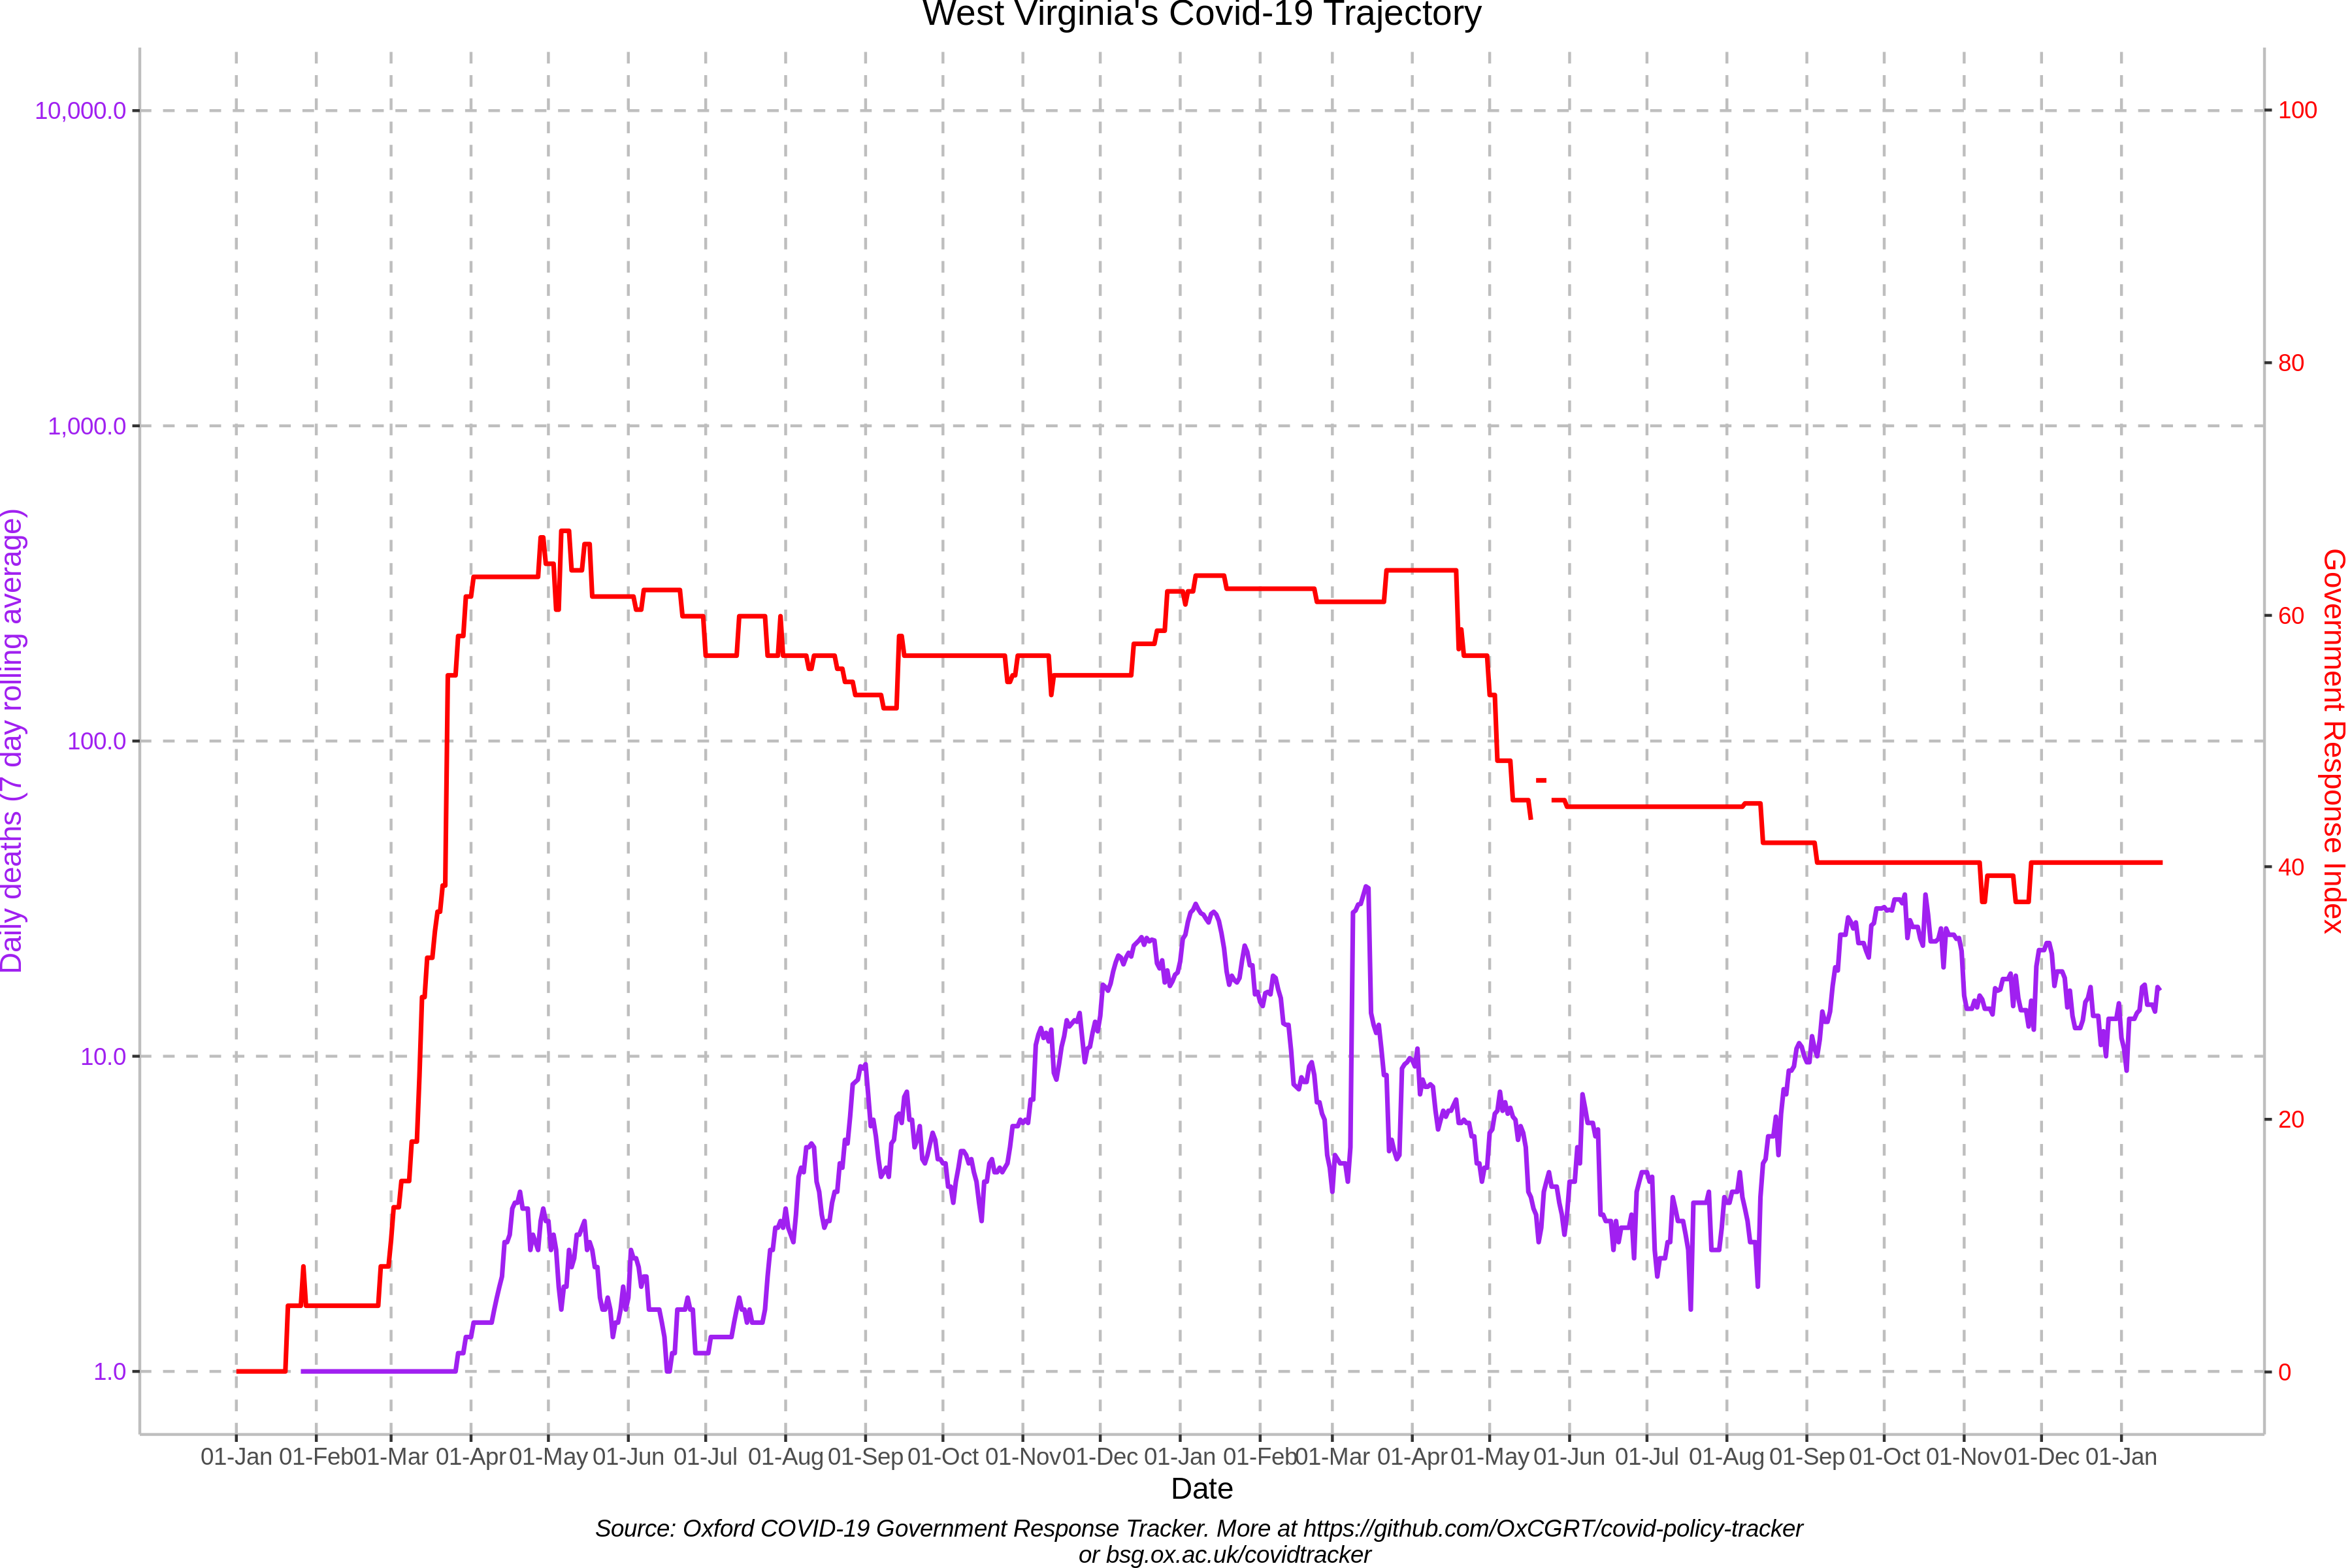 West Virginia's Covid-19 Trajectory
10,000.0
1,000.0
100.0
10.0
1.0
Daily deaths (7 day rolling average)
100
80
60
40
20
0
Government Response Index
01-Jan 01-Feb 01-Mar 01-Apr 01-May 01-Jun 01-Jul 01-Aug 01-Sep 01-Oct 01-Nov 01-Dec 01-Jan 01-Feb 01-Mar 01-Apr 01-May 01-Jun 01-Jul 01-Aug 01-Sep 01-Oct 01-Nov 01-Dec 01-Jan
Date
Source: Oxford COVID-19 Government Response Tracker. More at https://github.com/OxCGRT/covid-policy-tracker
or bsg.ox.ac.uk/covidtracker